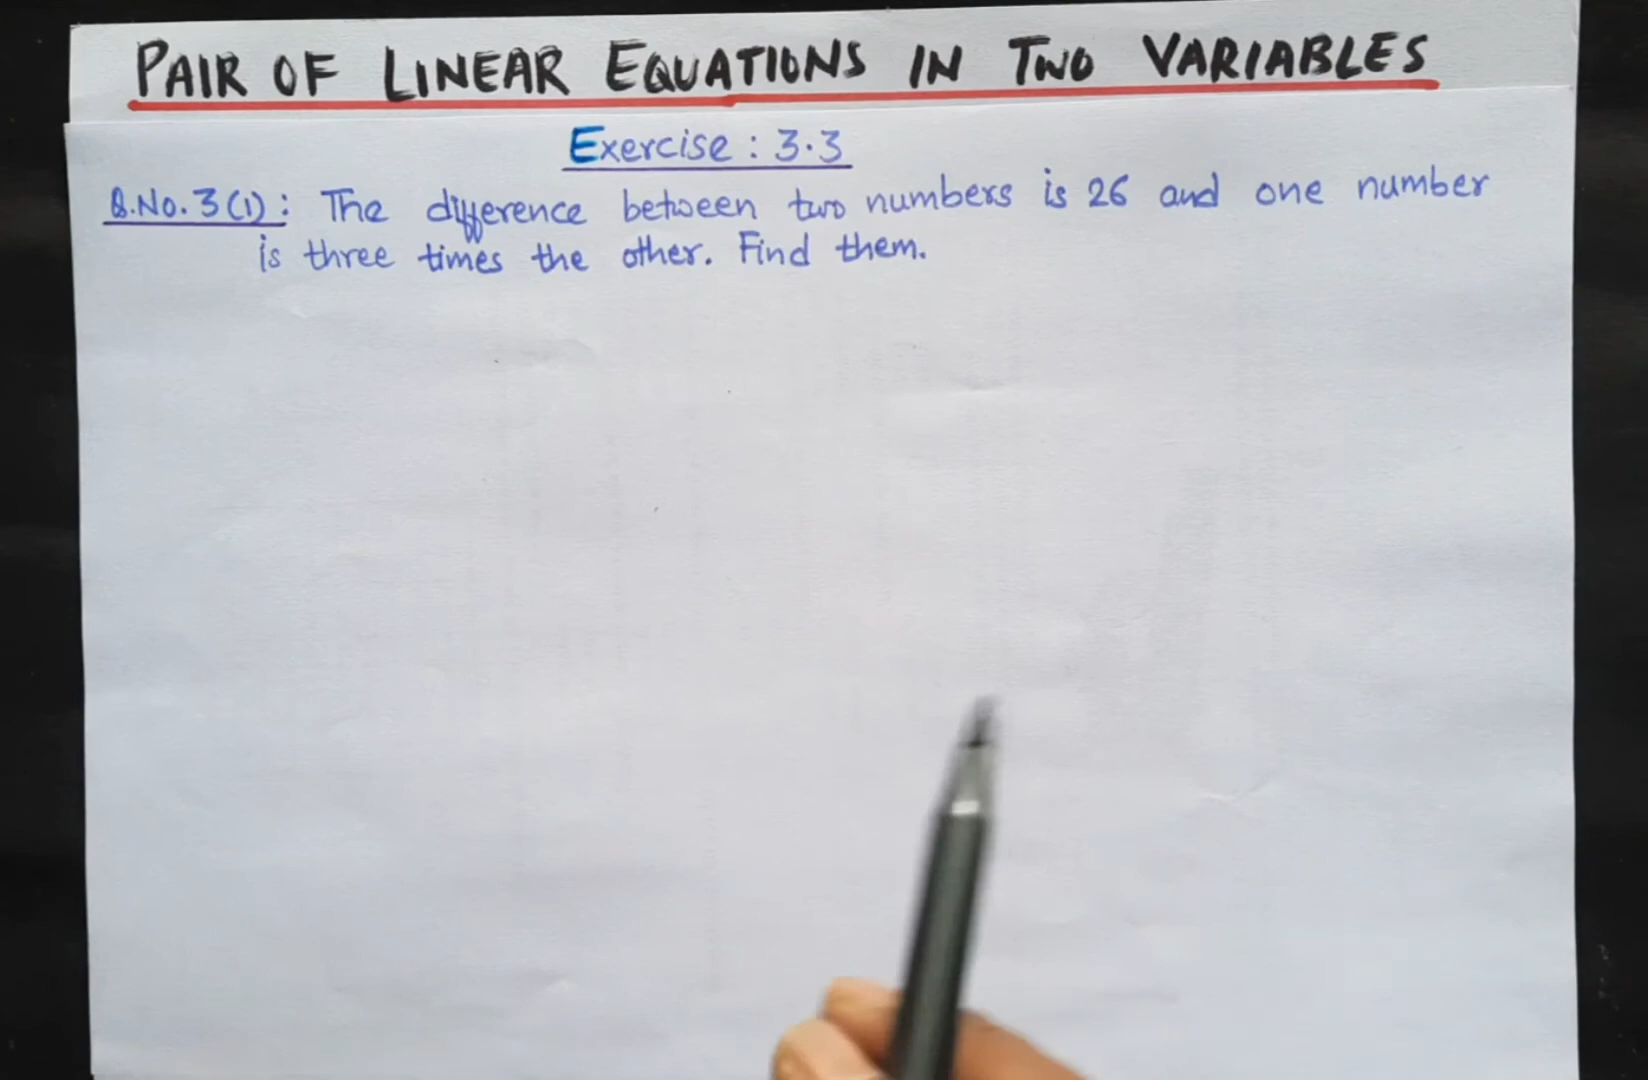 PAIR OF LINEAR EQUATIONS IN TWO VARIABLES
Exercise : 3.3
Q.No. 3 (1) : The difference between two numbers is 26 and one number
is three times the other. Find them.